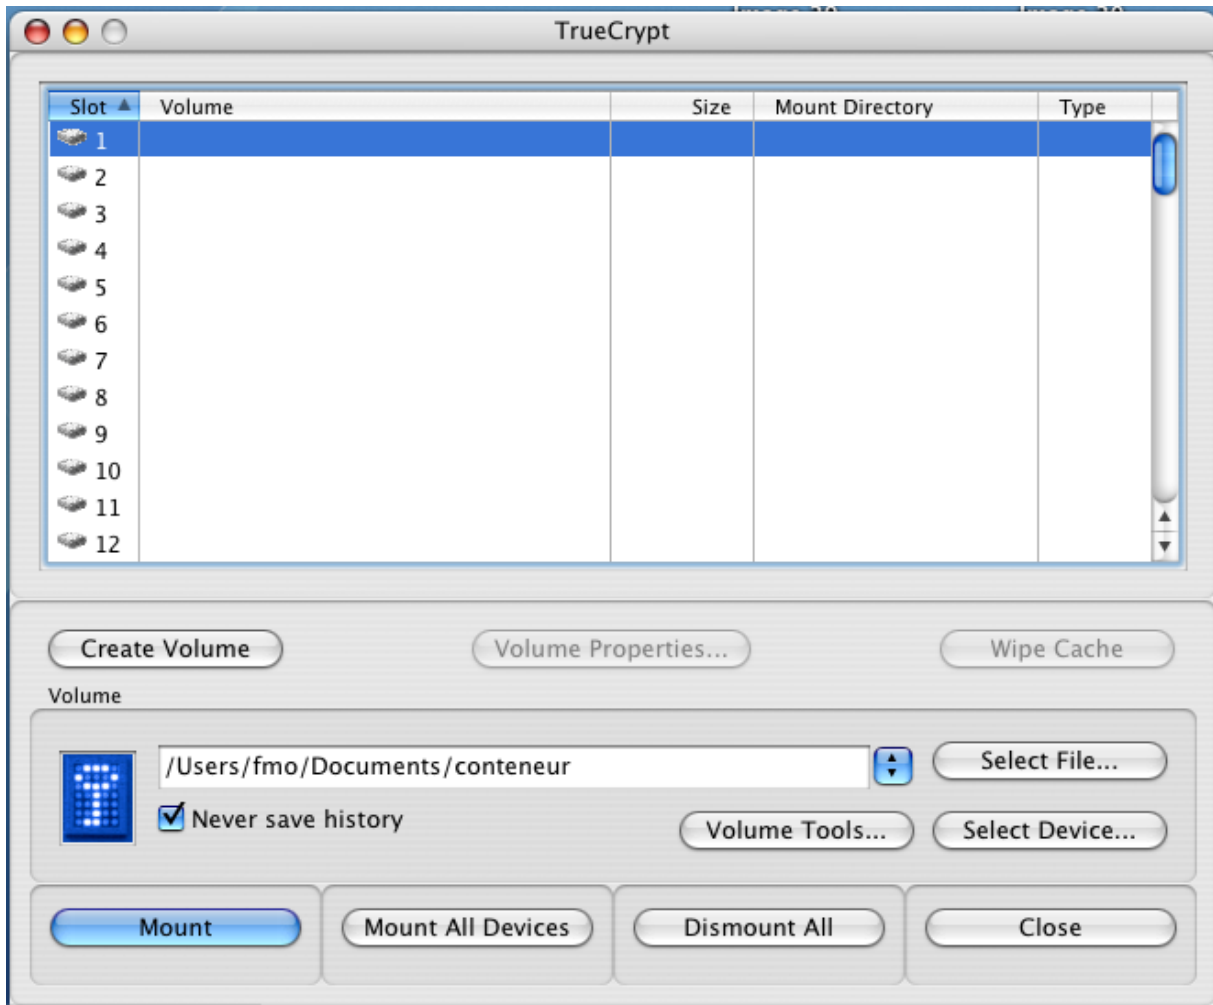 TrueCrypt
Slot Volume Size Mount Directory Type
1
2
3
4
5
6
7
8
9
10
11
12
Create Volume Volume Properties... Wipe Cache
Volume
/Users/fmo/Documents/conteneur Select File...
Never save history Volume Tools... Select Device...
Mount Mount All Devices Dismount All Close